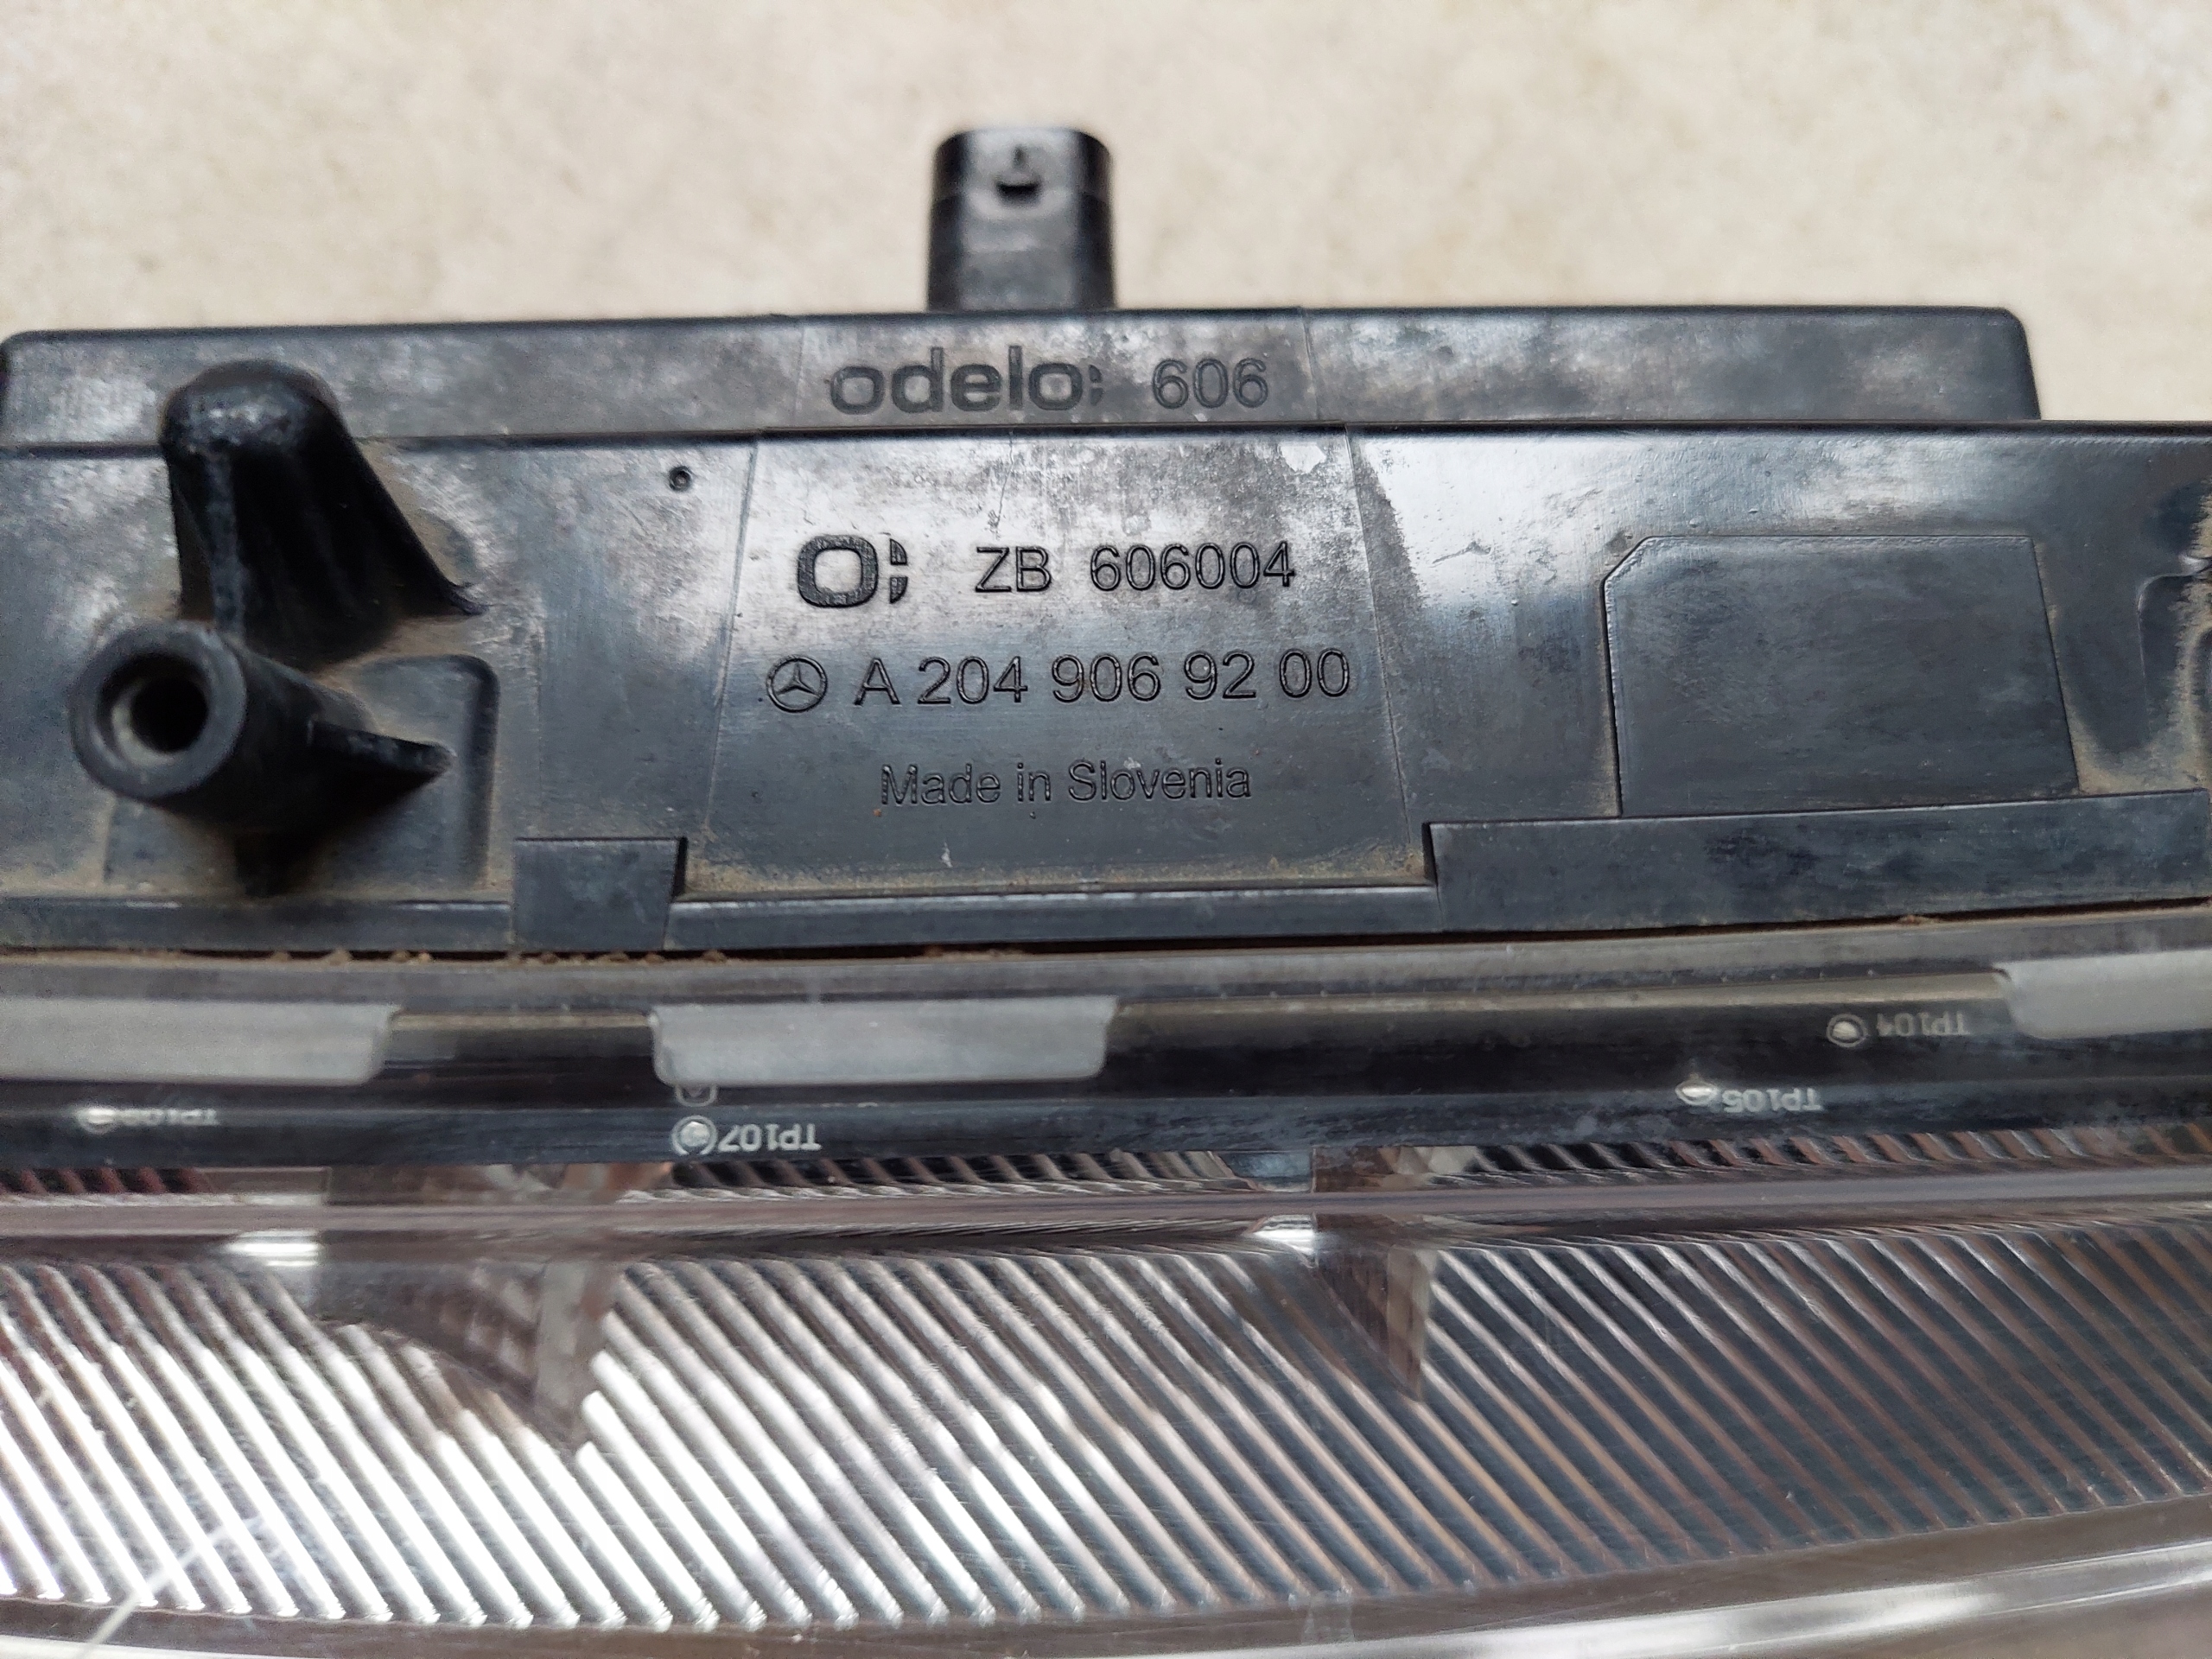 odelo; 606
o; ZB 606004
A 204 906 92 00
Made in Slovenia
TP104
TP105
TP107